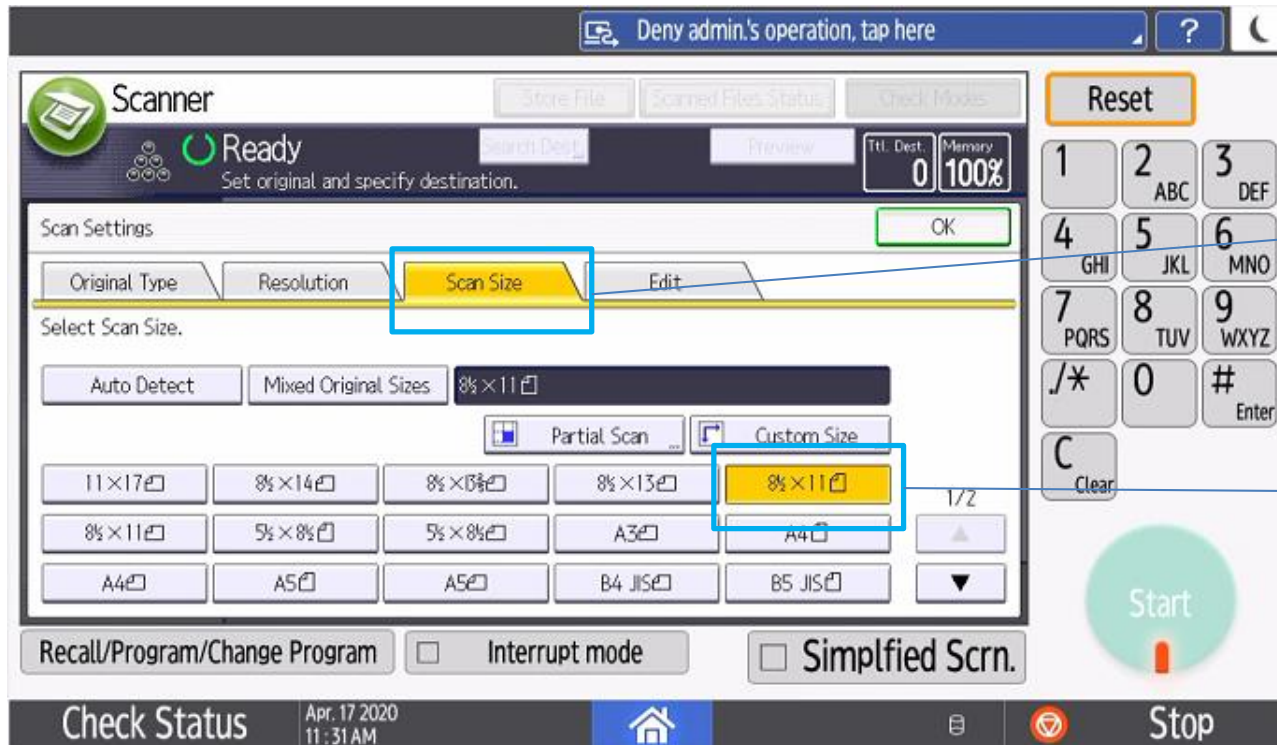 Deny admin.'s operation, tap here
?
Scanner
Store File
Scanned Files Status
Check Modes
Reset
Ready
Search Dest.
Preview
Ttl. Dest.
0
Memory
100%
Set original and specify destination.
Scan Settings
OK
Original Type
Resolution
Scan Size
Edit
Select Scan Size.
Auto Detect
Mixed Original Sizes
8½×11
Partial Scan
Custom Size
11×17
8½×14
8½×13
8½×11
1/2
8½×11
5½×8½
5½×8½
A3
A4
A4
A5
A5
B4 JIS
B5 JIS
Recall/Program/Change Program
Interrupt mode
Simplfied Scrn.
1
2 ABC
3 DEF
4 GHI
5 JKL
6 MNO
7 PQRS
8 TUV
9 WXYZ
./*
0
# Enter
C Clear
Start
Check Status
Apr. 17 2020
11:31 AM
Stop